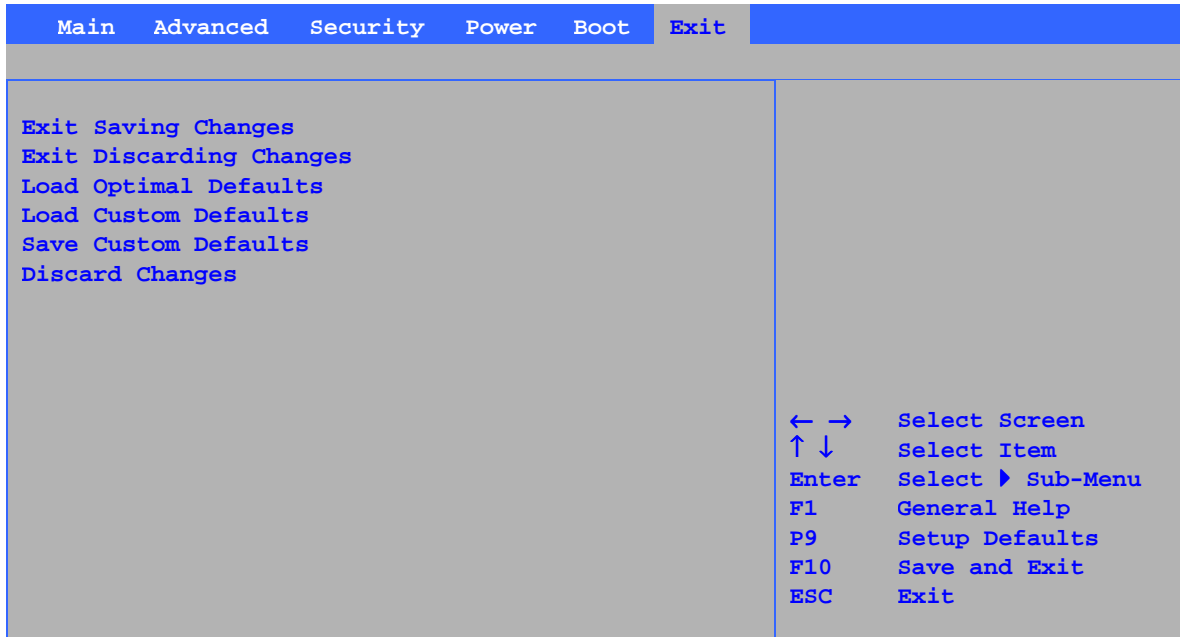 Main Advanced Security Power Boot Exit
Exit Saving Changes
Exit Discarding Changes
Load Optimal Defaults
Load Custom Defaults
Save Custom Defaults
Discard Changes
← → Select Screen
↑ ↓ Select Item
Enter Select ▶ Sub-Menu
F1 General Help
P9 Setup Defaults
F10 Save and Exit
ESC Exit